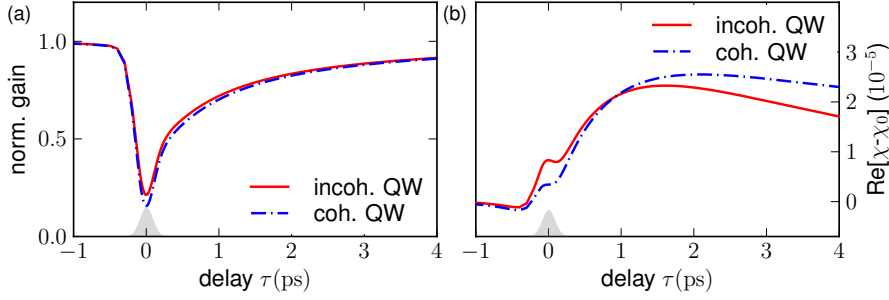 (a)
1.0
0.5
0.0
norm. gain
incoh. QW
coh. QW
−1 0 1 2 3 4
delay τ(ps)
(b)
incoh. QW
coh. QW
3
2
1
0
Re[χ-χ₀] (10⁻⁵)
−1 0 1 2 3 4
delay τ(ps)